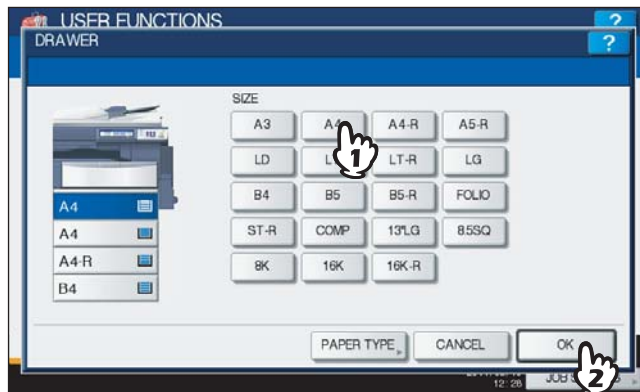 USER FUNCTIONS ?
DRAWER ?
SIZE
A3 A4 A4-R A5-R
LD 1 LT-R LG
B4 B5 B5-R FOLIO
ST-R COMP 13"LG 8.5SQ
8K 16K 16K-R
A4
A4
A4-R
B4
PAPER TYPE CANCEL OK
12:28 JOB 2